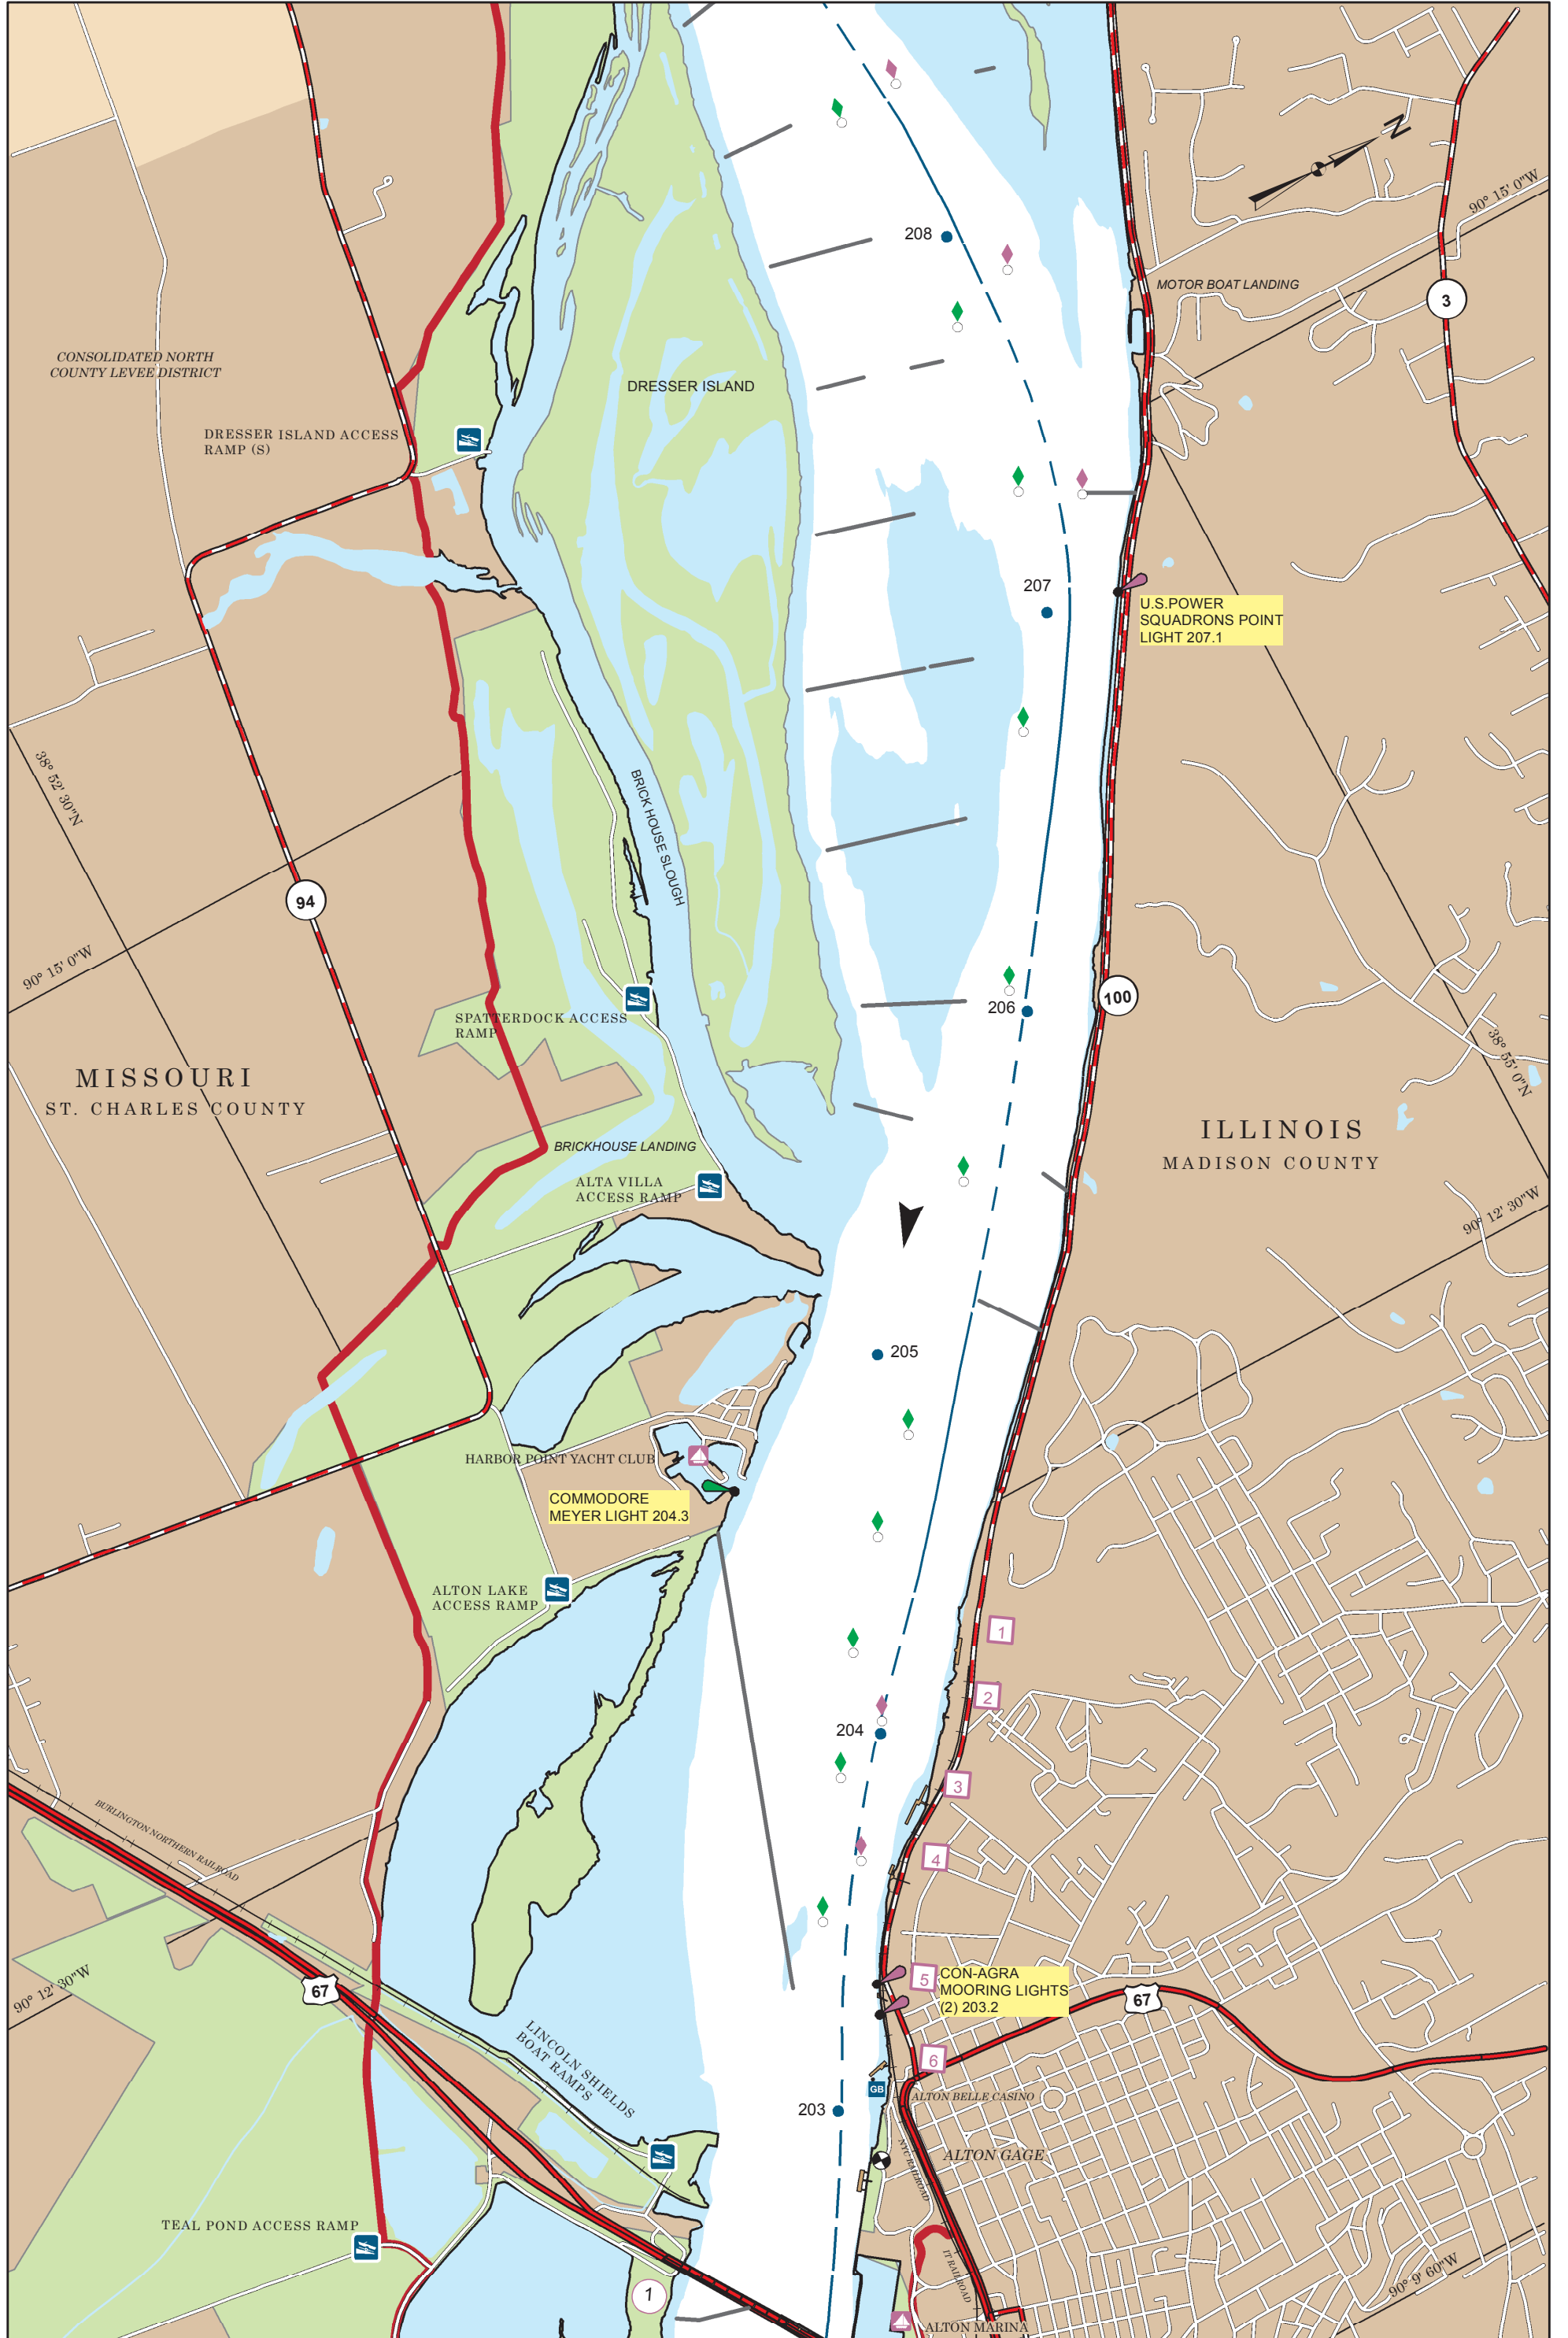 N
90° 15' 0"W
208
MOTOR BOAT LANDING
3
CONSOLIDATED NORTH
COUNTY LEVEE DISTRICT
DRESSER ISLAND
DRESSER ISLAND ACCESS
RAMP (S)
207
U.S.POWER
SQUADRONS POINT
LIGHT 207.1
38° 52' 30"N
BRICK HOUSE SLOUGH
94
90° 15' 0"W
SPATTERDOCK ACCESS
RAMP
206
100
38° 55' 0"N
MISSOURI
ST. CHARLES COUNTY
ILLINOIS
MADISON COUNTY
BRICKHOUSE LANDING
ALTA VILLA
ACCESS RAMP
90° 12' 30"W
205
HARBOR POINT YACHT CLUB
COMMODORE
MEYER LIGHT 204.3
ALTON LAKE
ACCESS RAMP
1
2
204
3
4
BURLINGTON NORTHERN RAILROAD
90° 12' 30"W
67
5
CON-AGRA
MOORING LIGHTS
(2) 203.2
67
LINCOLN SHIELDS
BOAT RAMPS
6
GB
ALTON BELLE CASINO
203
NYC RAILROAD
ALTON GAGE
TEAL POND ACCESS RAMP
IT RAILROAD
90° 9' 60"W
1
ALTON MARINA